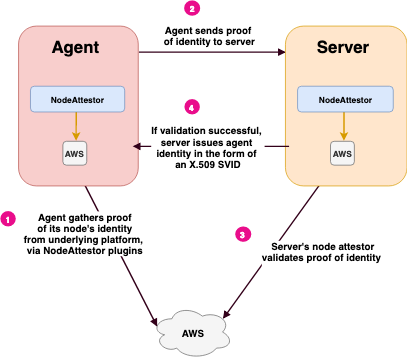 2
Agent sends proof
of identity to server
Agent
Server
NodeAttestor
NodeAttestor
AWS
AWS
4
If validation successful,
server issues agent
identity in the form of
an X.509 SVID
1
Agent gathers proof
of its node's identity
from underlying platform,
via NodeAttestor plugins
3
Server's node attestor
validates proof of identity
AWS